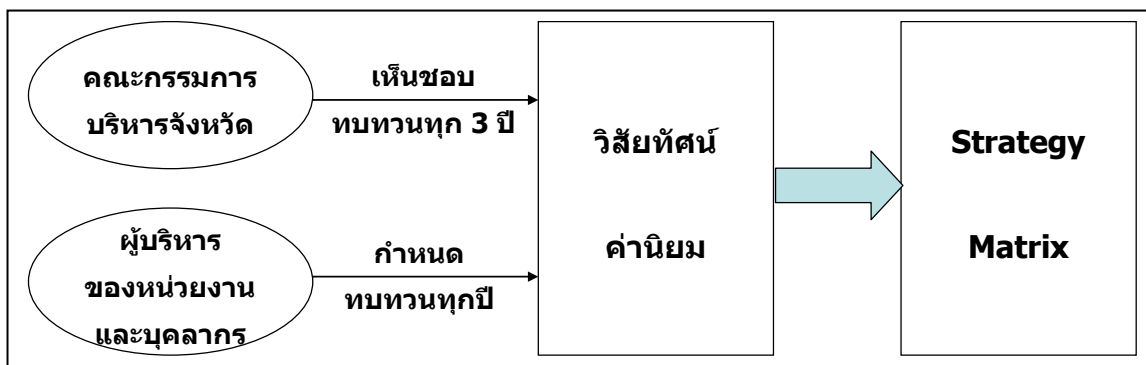 คณะกรรมการ
บริหารจังหวัด
เห็นชอบ
ทบทวนทุก 3 ปี
ผู้บริหาร
ของหน่วยงาน
และบุคลากร
กำหนด
ทบทวนทุกปี
วิสัยทัศน์
ค่านิยม
Strategy
Matrix